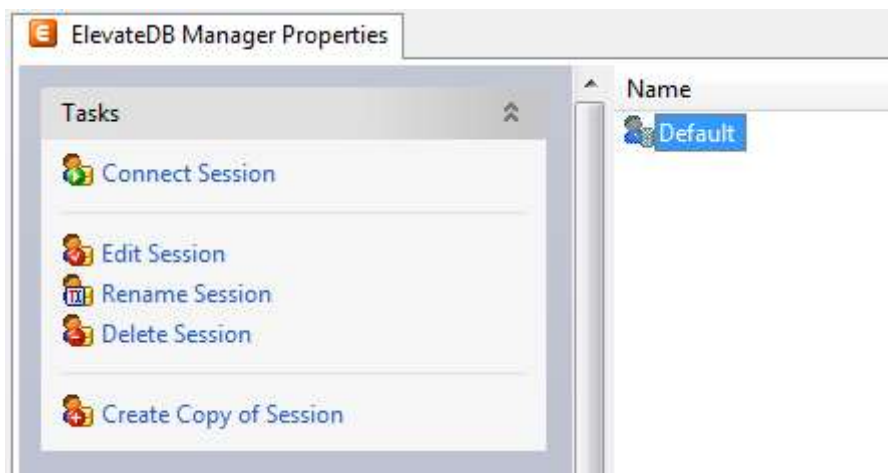 ElevateDB Manager Properties
Tasks
Connect Session
Edit Session
Rename Session
Delete Session
Create Copy of Session
Name
Default